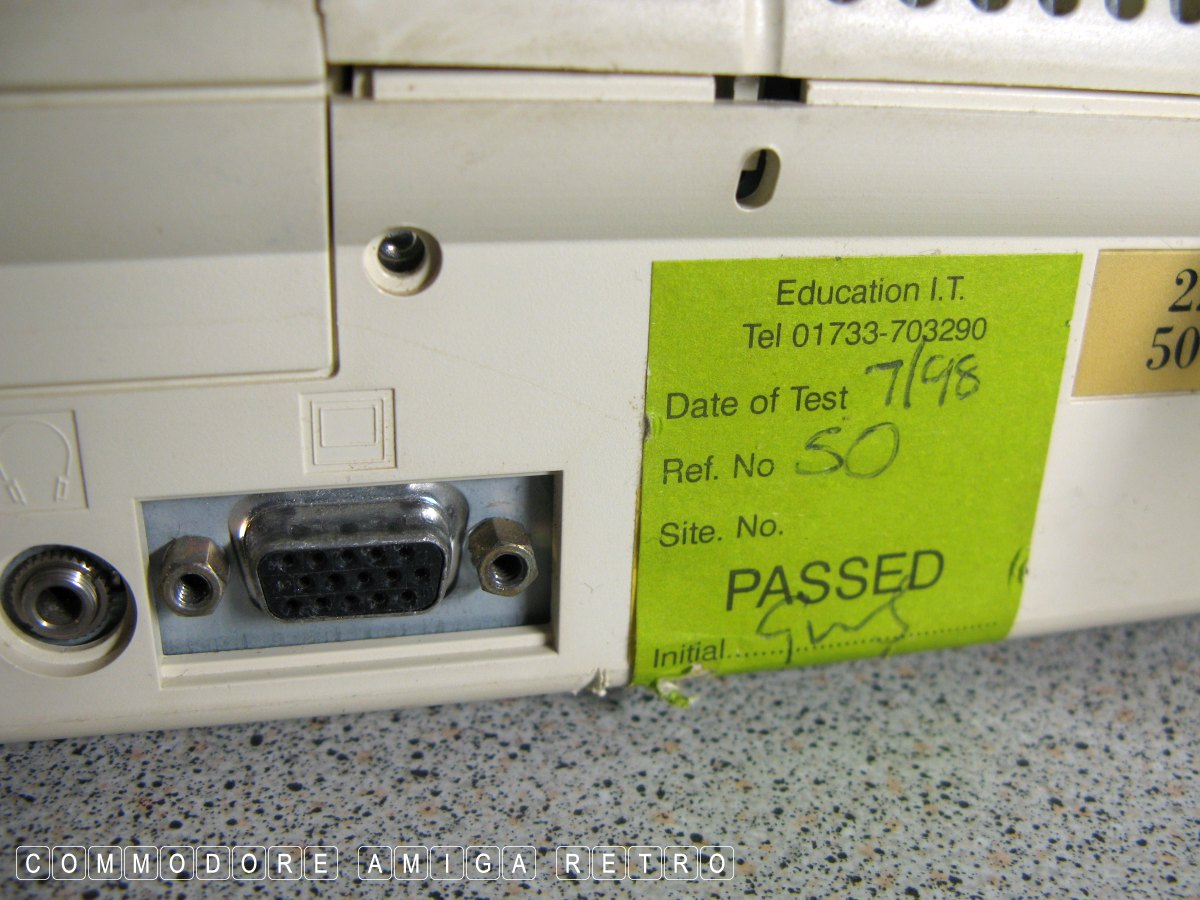 Education I.T.
Tel 01733-703290
Date of Test 7/98
Ref. No 50
Site. No.
PASSED
Initial
50
COMMODORE AMIGA RETRO